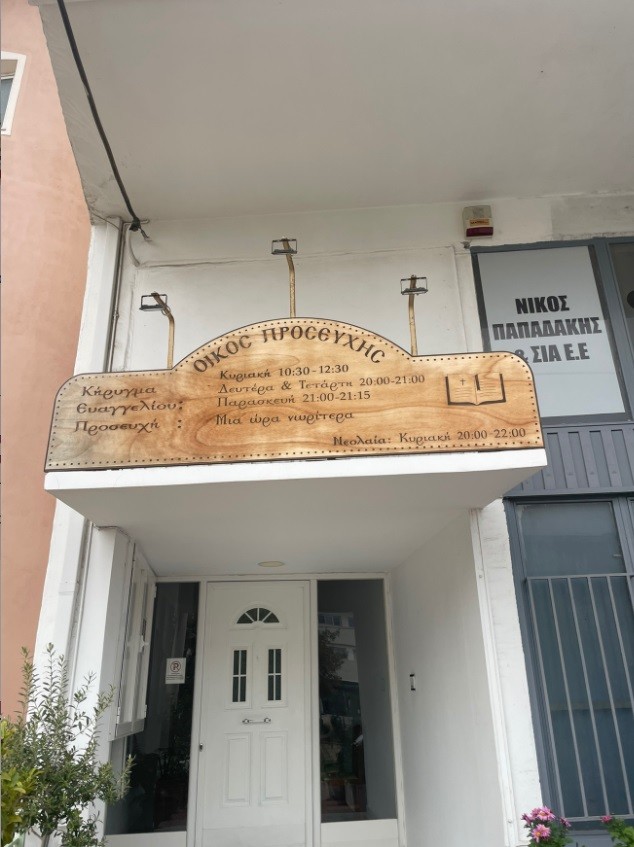 ΟΙΚΟΣ ΠΡΟΣΕΥΧΗΣ
Κήρυγμα
Ευαγγελίου:
Κυριακή 10:30-12:30
Δευτέρα & Τετάρτη 20:00-21:00
Παρασκευή 21:00-21:15
Προσευχή : Μιά ώρα νωρίτερα
Νεολαία: Κυριακή 20:00-22:00
ΝΙΚΟΣ
ΠΑΠΑΔΑΚΗΣ
& ΣΙΑ Ε.Ε